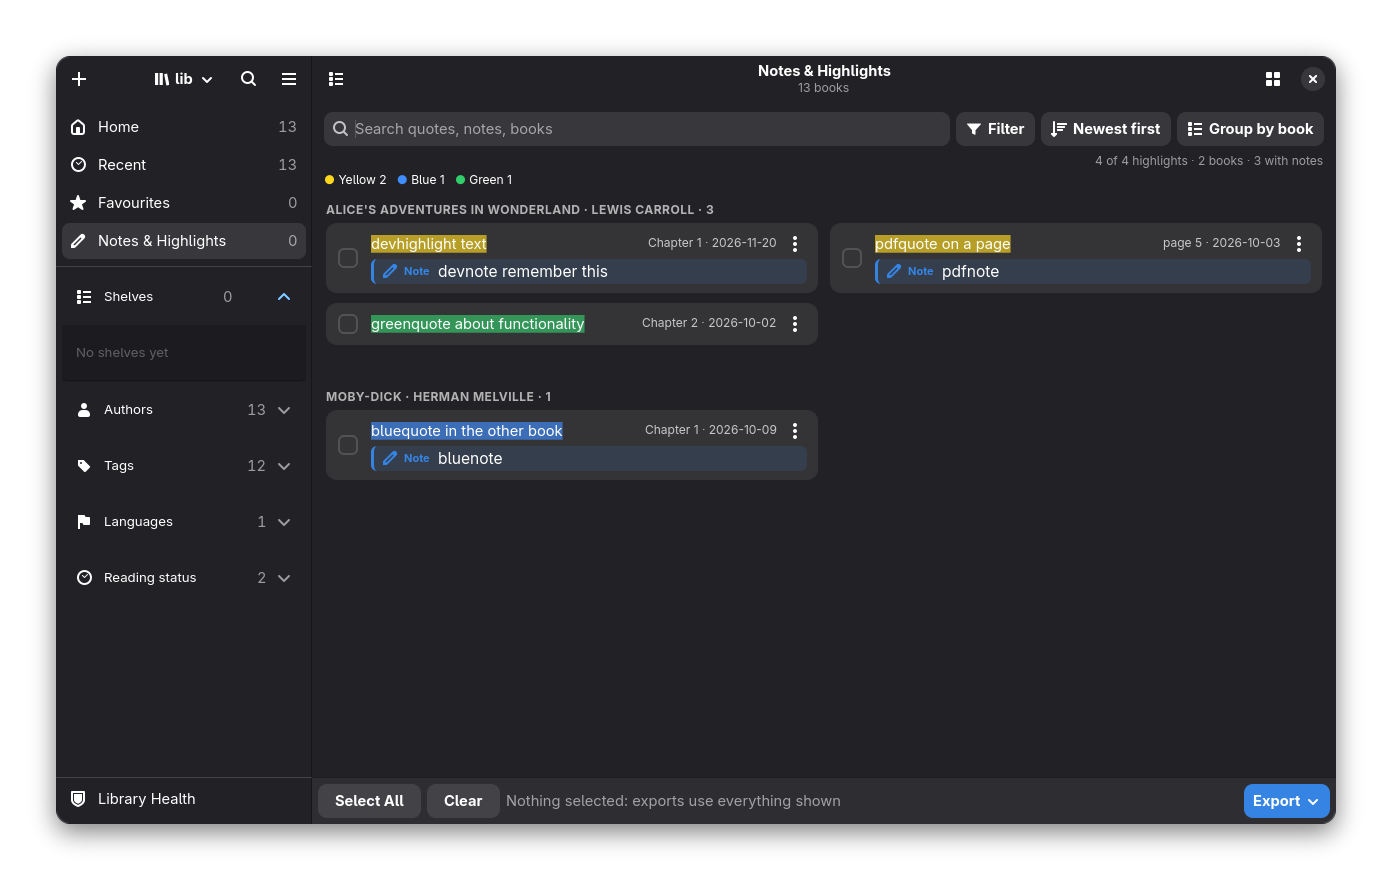 lib
Home 13
Recent 13
Favourites 0
Notes & Highlights 0
Shelves 0
No shelves yet
Authors 13
Tags 12
Languages 1
Reading status 2
Library Health
Notes & Highlights
13 books
Search quotes, notes, books
Filter
Newest first
Group by book
4 of 4 highlights · 2 books · 3 with notes
Yellow 2 Blue 1 Green 1
ALICE'S ADVENTURES IN WONDERLAND · LEWIS CARROLL · 3
devhighlight text Chapter 1 · 2026-11-20
Note devnote remember this
pdfquote on a page page 5 · 2026-10-03
Note pdfnote
greenquote about functionality Chapter 2 · 2026-10-02
MOBY-DICK · HERMAN MELVILLE · 1
bluequote in the other book Chapter 1 · 2026-10-09
Note bluenote
Select All
Clear
Nothing selected: exports use everything shown
Export